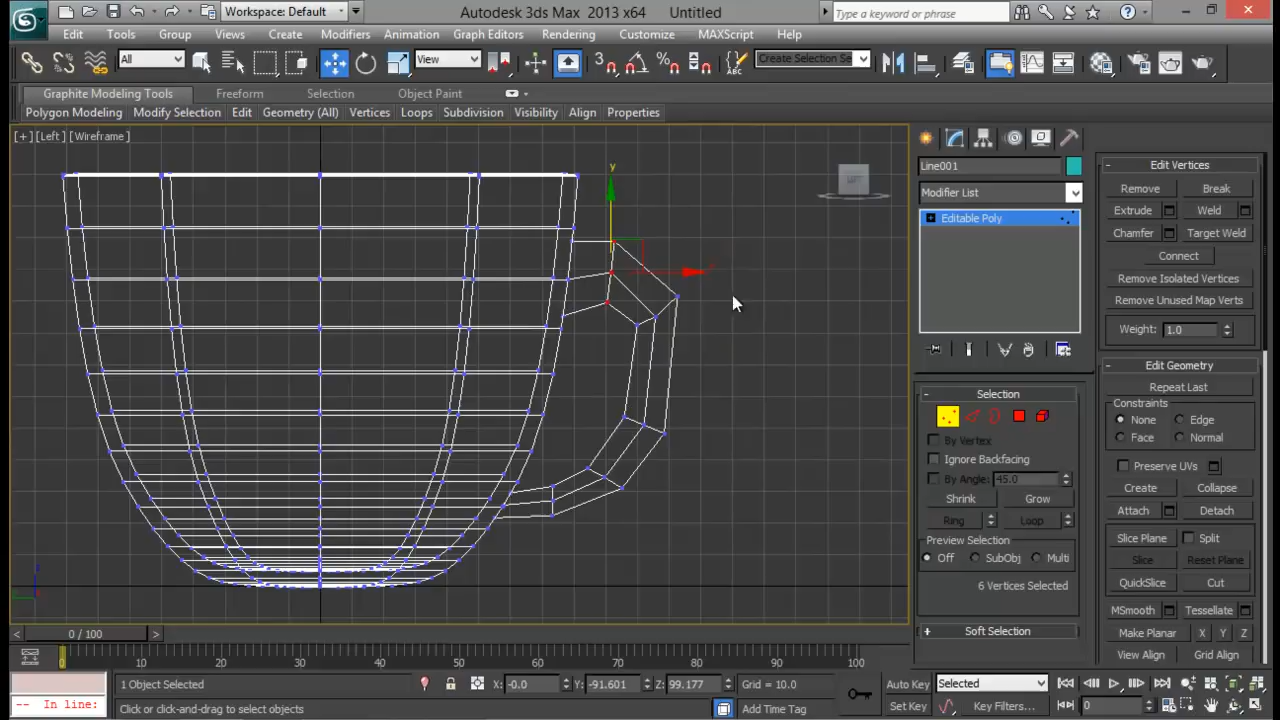 Workspace: Default
Autodesk 3ds Max 2013 x64 Untitled
Type a keyword or phrase
Edit Tools Group Views Create Modifiers Animation Graph Editors Rendering Customize MAXScript Help
All
View
Create Selection Se
Graphite Modeling Tools Freeform Selection Object Paint
Polygon Modeling Modify Selection Edit Geometry (All) Vertices Loops Subdivision Visibility Align Properties
[+] [Left] [Wireframe]
y
LEFT
Line001
Modifier List
Editable Poly
- Selection
By Vertex
Ignore Backfacing
By Angle: 45.0
Shrink Grow
Ring Loop
Preview Selection
Off SubObj Multi
6 Vertices Selected
+ Soft Selection
- Edit Vertices
Remove Break
Extrude Weld
Chamfer Target Weld
Connect
Remove Isolated Vertices
Remove Unused Map Verts
Weight: 1.0
- Edit Geometry
Repeat Last
Constraints
None Edge
Face Normal
Preserve UVs
Create Collapse
Attach Detach
Slice Plane Split
Slice Reset Plane
QuickSlice Cut
MSmooth Tessellate
Make Planar X Y Z
View Align Grid Align
< 0 / 100 >
0 10 20 30 40 50 60 70 80 90 100
1 Object Selected X: -0.0 Y: -91.601 Z: 99.177 Grid = 10.0 Auto Key Selected
-- In line: Click or click-and-drag to select objects Add Time Tag Set Key Key Filters... 0